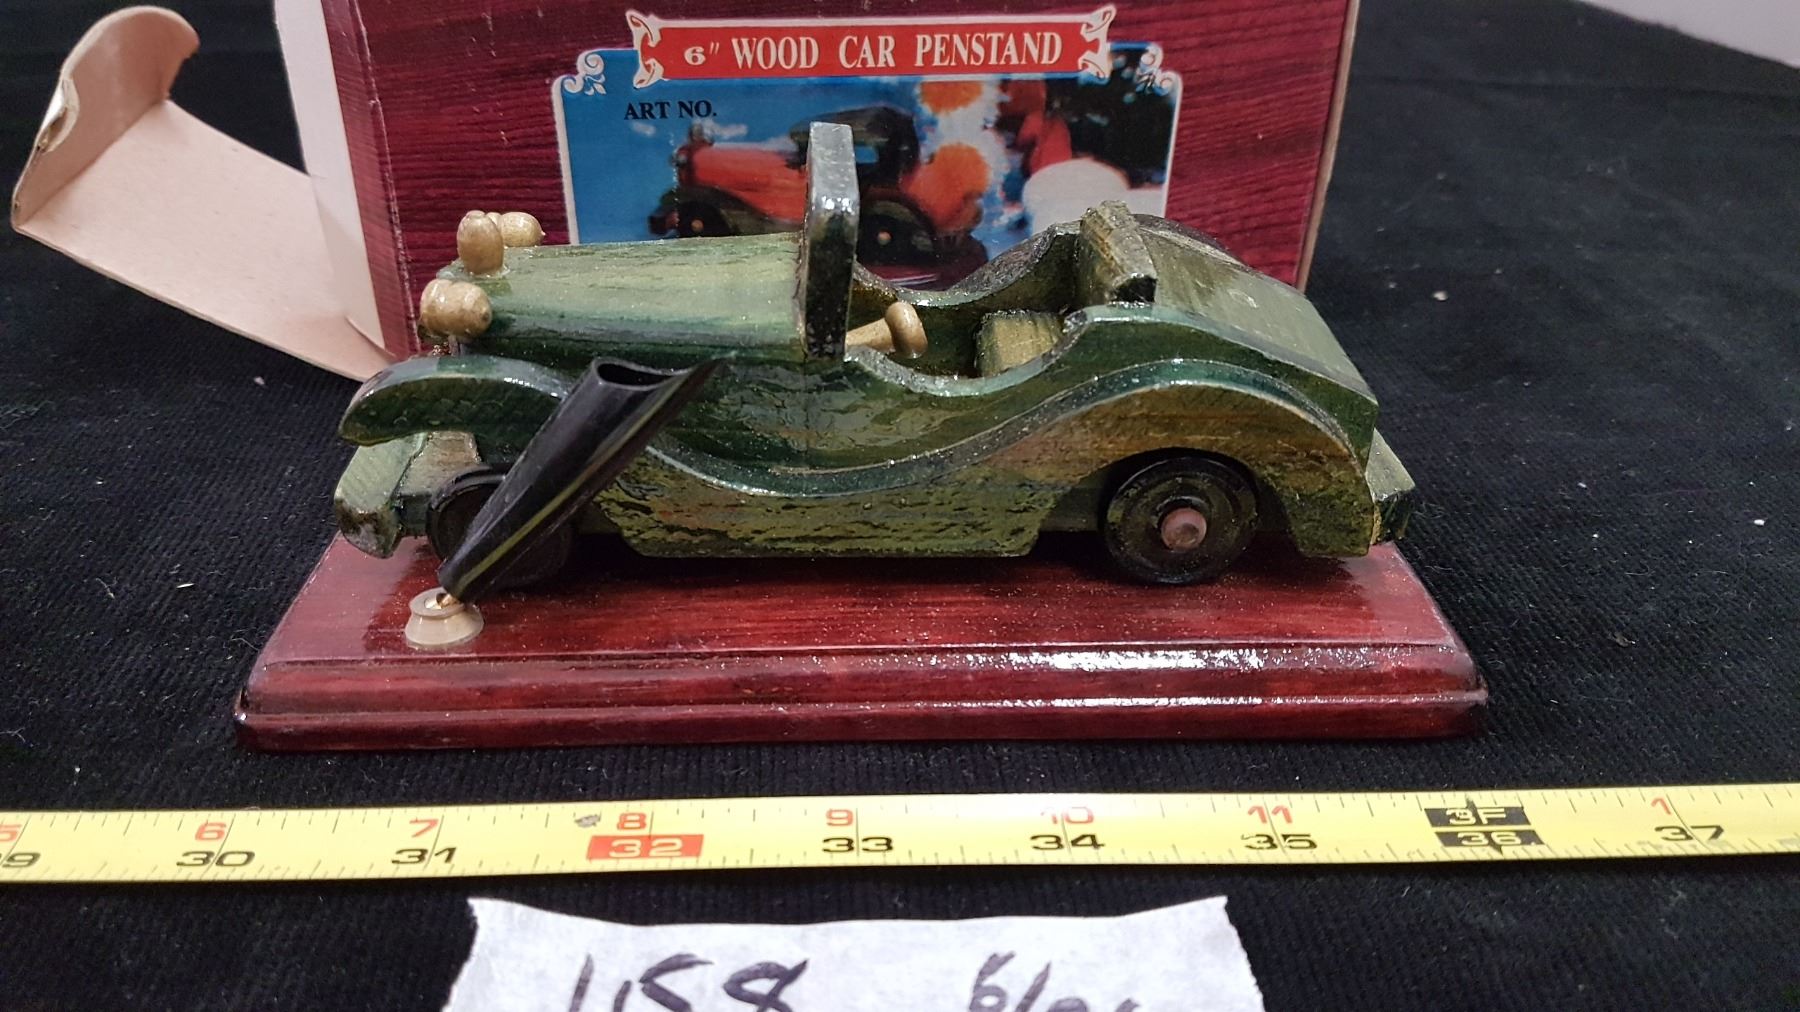 6" WOOD CAR PENSTAND
ART NO.
5 6 7 8 9 10 11 3F 1
29 30 31 32 33 34 35 36 37
158